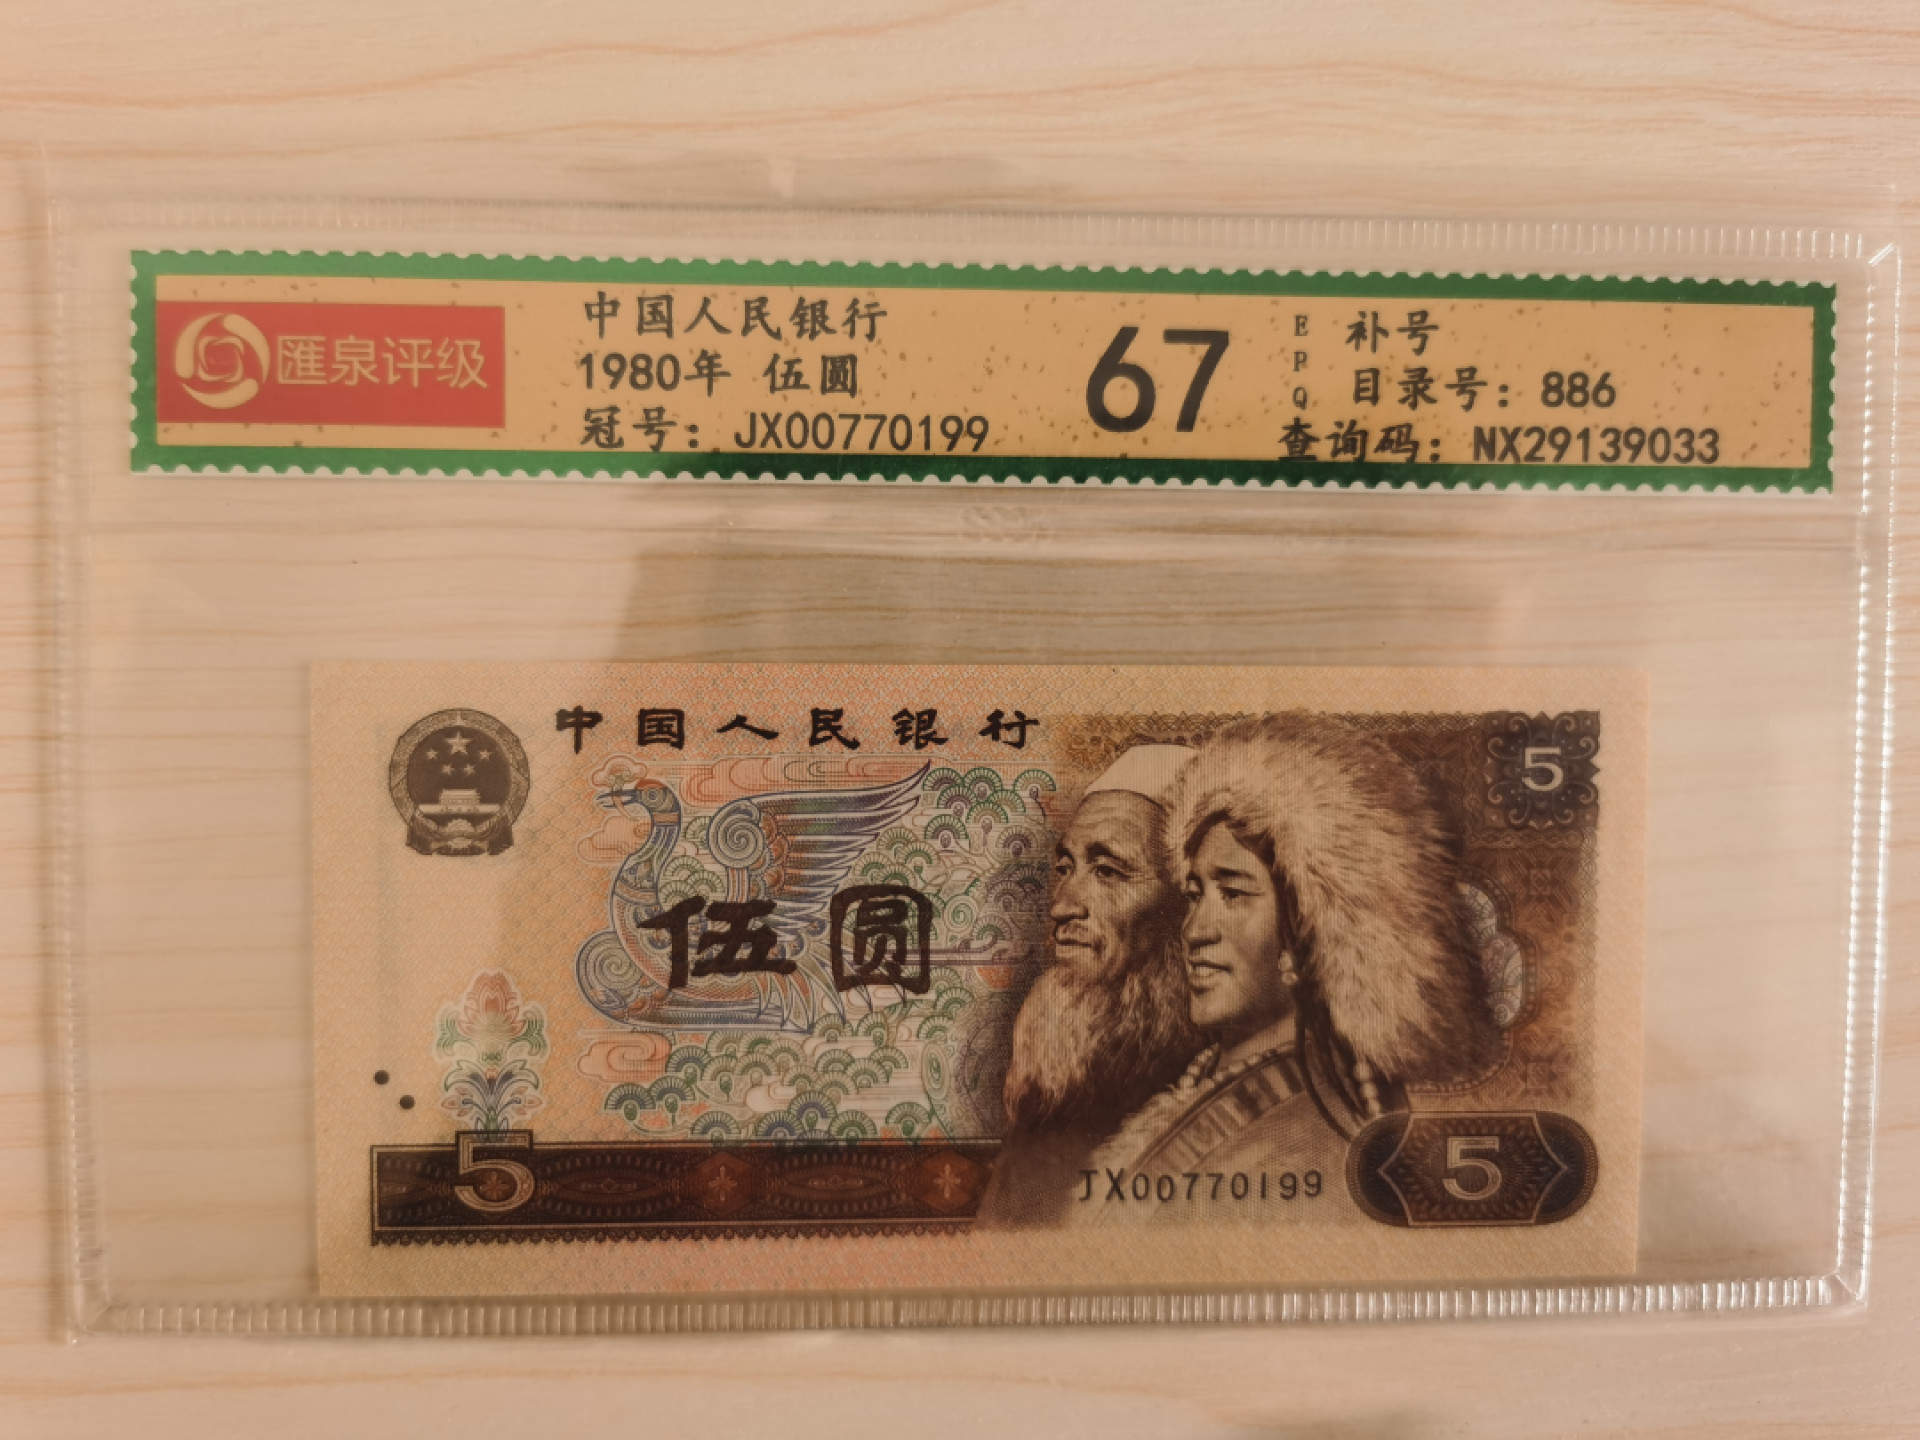 匯泉评级
中国人民银行
1980年 伍圆
冠号：JX00770199
67
EPQ
补号
目录号：886
查询码：NX29139033
中国人民银行
5
伍圆
5
JX00770199
5